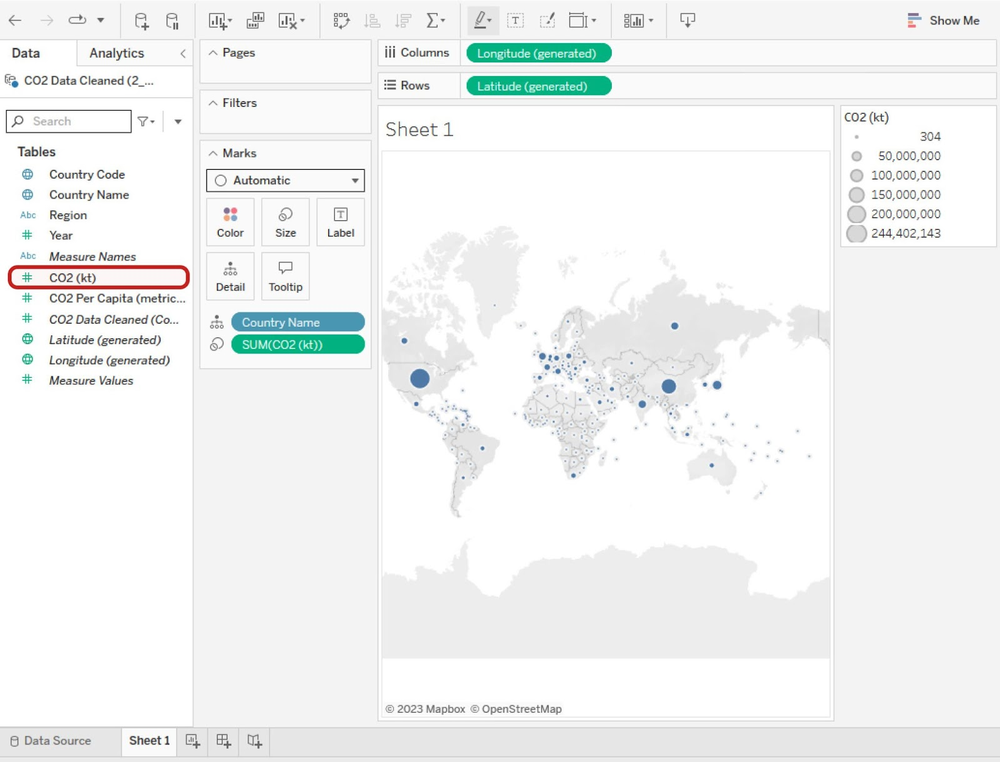 Show Me
Data
Analytics
CO2 Data Cleaned (2_...
Search
Tables
Country Code
Country Name
Abc Region
Year
Abc Measure Names
CO2 (kt)
CO2 Per Capita (metric...
CO2 Data Cleaned (Co...
Latitude (generated)
Longitude (generated)
Measure Values
Pages
Filters
Marks
Automatic
Color
Size
T
Label
Detail
Tooltip
Country Name
SUM(CO2 (kt))
Columns
Longitude (generated)
Rows
Latitude (generated)
Sheet 1
© 2023 Mapbox © OpenStreetMap
CO2 (kt)
304
50,000,000
100,000,000
150,000,000
200,000,000
244,402,143
Data Source
Sheet 1